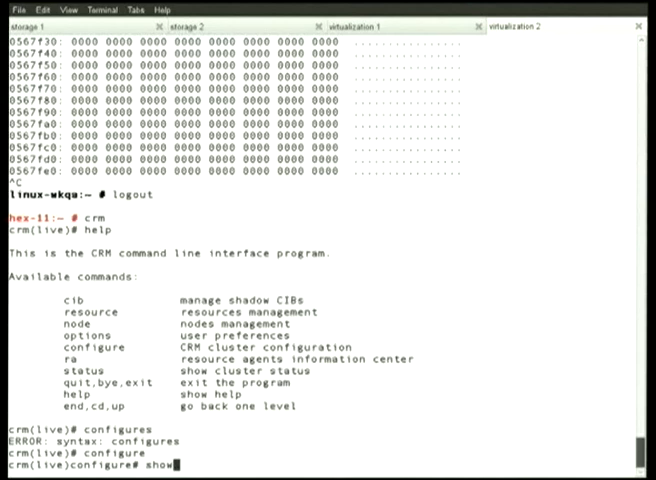 File Edit View Terminal Tabs Help
storage 1 storage 2 virtualization 1 virtualization 2
0567f30: 0000 0000 0000 0000 0000 0000 0000 0000 ................
0567f40: 0000 0000 0000 0000 0000 0000 0000 0000 ................
0567f50: 0000 0000 0000 0000 0000 0000 0000 0000 ................
0567f60: 0000 0000 0000 0000 0000 0000 0000 0000 ................
0567f70: 0000 0000 0000 0000 0000 0000 0000 0000 ................
0567f80: 0000 0000 0000 0000 0000 0000 0000 0000 ................
0567f90: 0000 0000 0000 0000 0000 0000 0000 0000 ................
0567fa0: 0000 0000 0000 0000 0000 0000 0000 0000 ................
0567fb0: 0000 0000 0000 0000 0000 0000 0000 0000 ................
0567fc0: 0000 0000 0000 0000 0000 0000 0000 0000 ................
0567fd0: 0000 0000 0000 0000 0000 0000 0000 0000 ................
0567fe0: 0000 0000 0000 0000 0000 0000 0000 0000 ................
^C
linux-wkqa:~ # logout
hex-11:~ # crm
crm(live)# help
This is the CRM command line interface program.
Available commands:
cib manage shadow CIBs
resource resources management
node nodes management
options user preferences
configure CRM cluster configuration
ra resource agents information center
status show cluster status
quit,bye,exit exit the program
help show help
end,cd,up go back one level
crm(live)# configures
ERROR: syntax: configures
crm(live)# configure
crm(live)configure# show